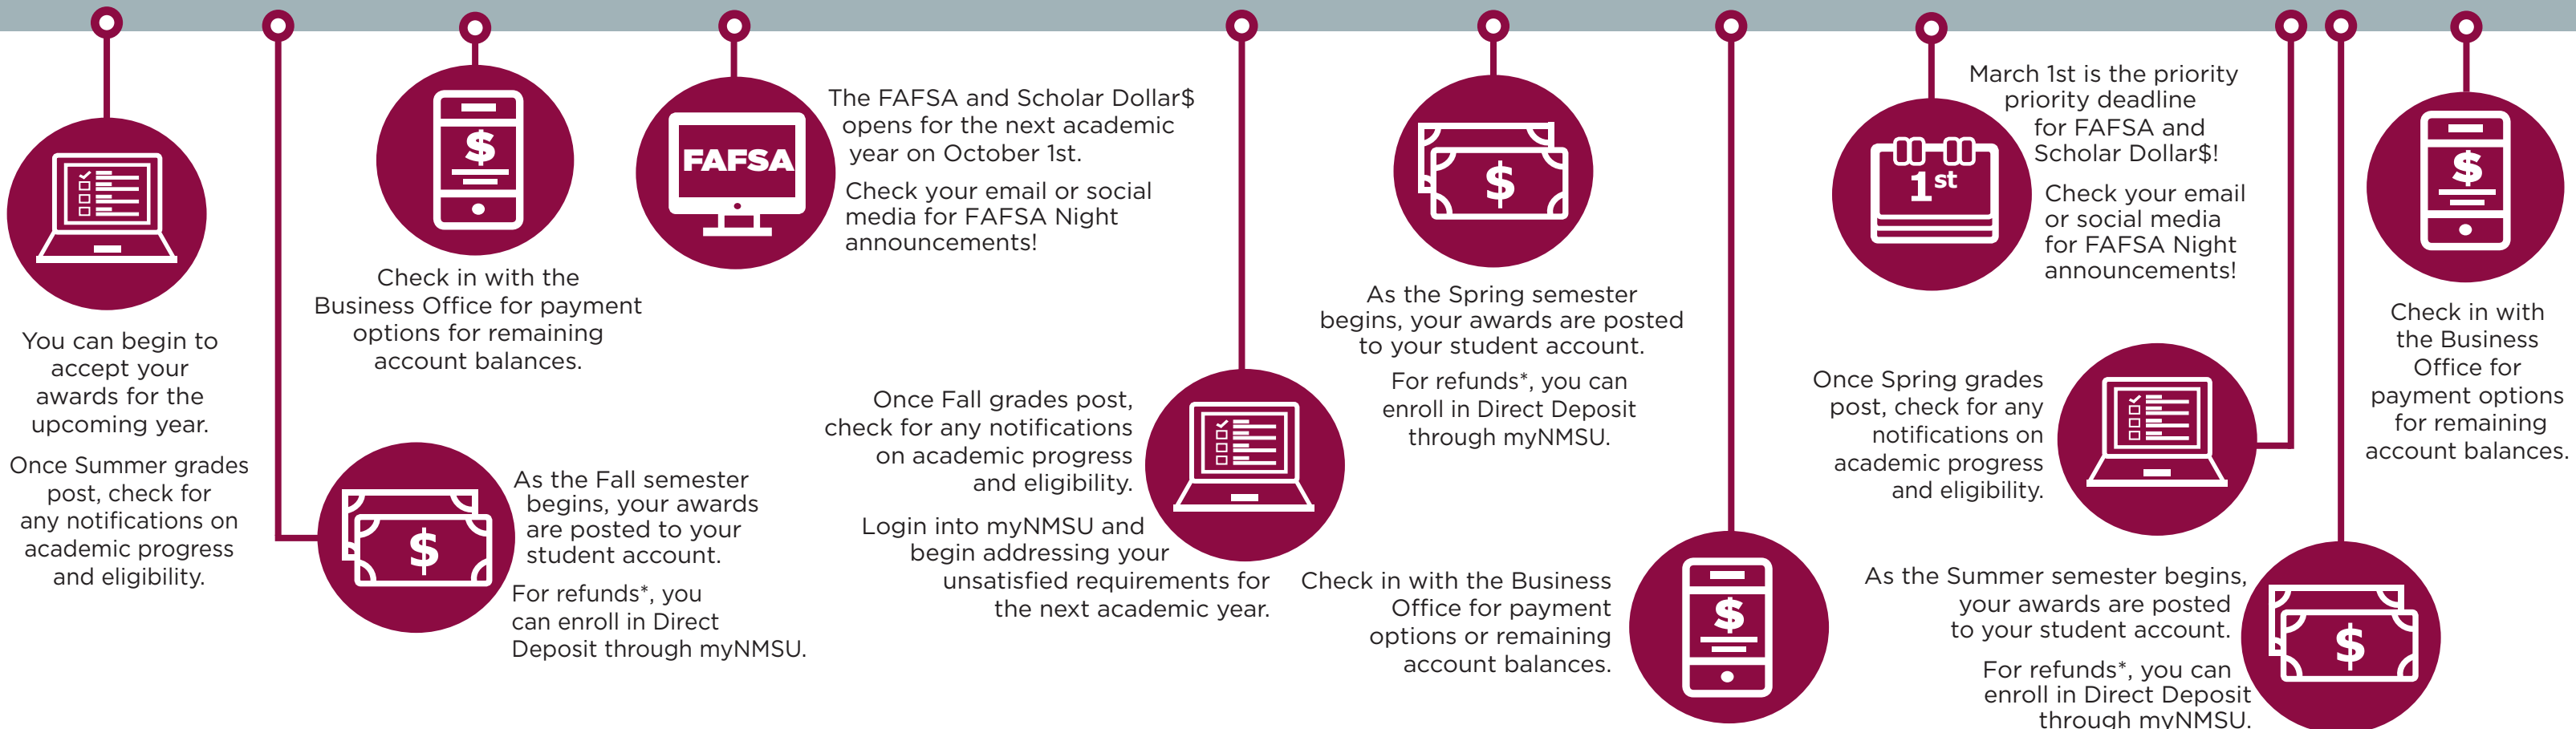 You can begin to
accept your
awards for the
upcoming year.
Once Summer grades
post, check for
any notifications on
academic progress
and eligibility.
$
As the Fall semester
begins, your awards
are posted to your
student account.
For refunds*, you
can enroll in Direct
Deposit through myNMSU.
$
Check in with the
Business Office for payment
options for remaining
account balances.
FAFSA
The FAFSA and Scholar Dollar$
opens for the next academic
year on October 1st.
Check your email or social
media for FAFSA Night
announcements!
Once Fall grades post,
check for any notifications
on academic progress
and eligibility.
Login into myNMSU and
begin addressing your
unsatisfied requirements for
the next academic year.
$
As the Spring semester
begins, your awards are posted
to your student account.
For refunds*, you can
enroll in Direct Deposit
through myNMSU.
Check in with the Business
Office for payment
options or remaining
account balances.
$
1st
March 1st is the priority
priority deadline
for FAFSA and
Scholar Dollar$!
Check your email
or social media
for FAFSA Night
announcements!
Once Spring grades
post, check for any
notifications on
academic progress
and eligibility.
As the Summer semester begins,
your awards are posted
to your student account.
For refunds*, you can
enroll in Direct Deposit
through myNMSU.
$
$
Check in with
the Business
Office for
payment options
for remaining
account balances.